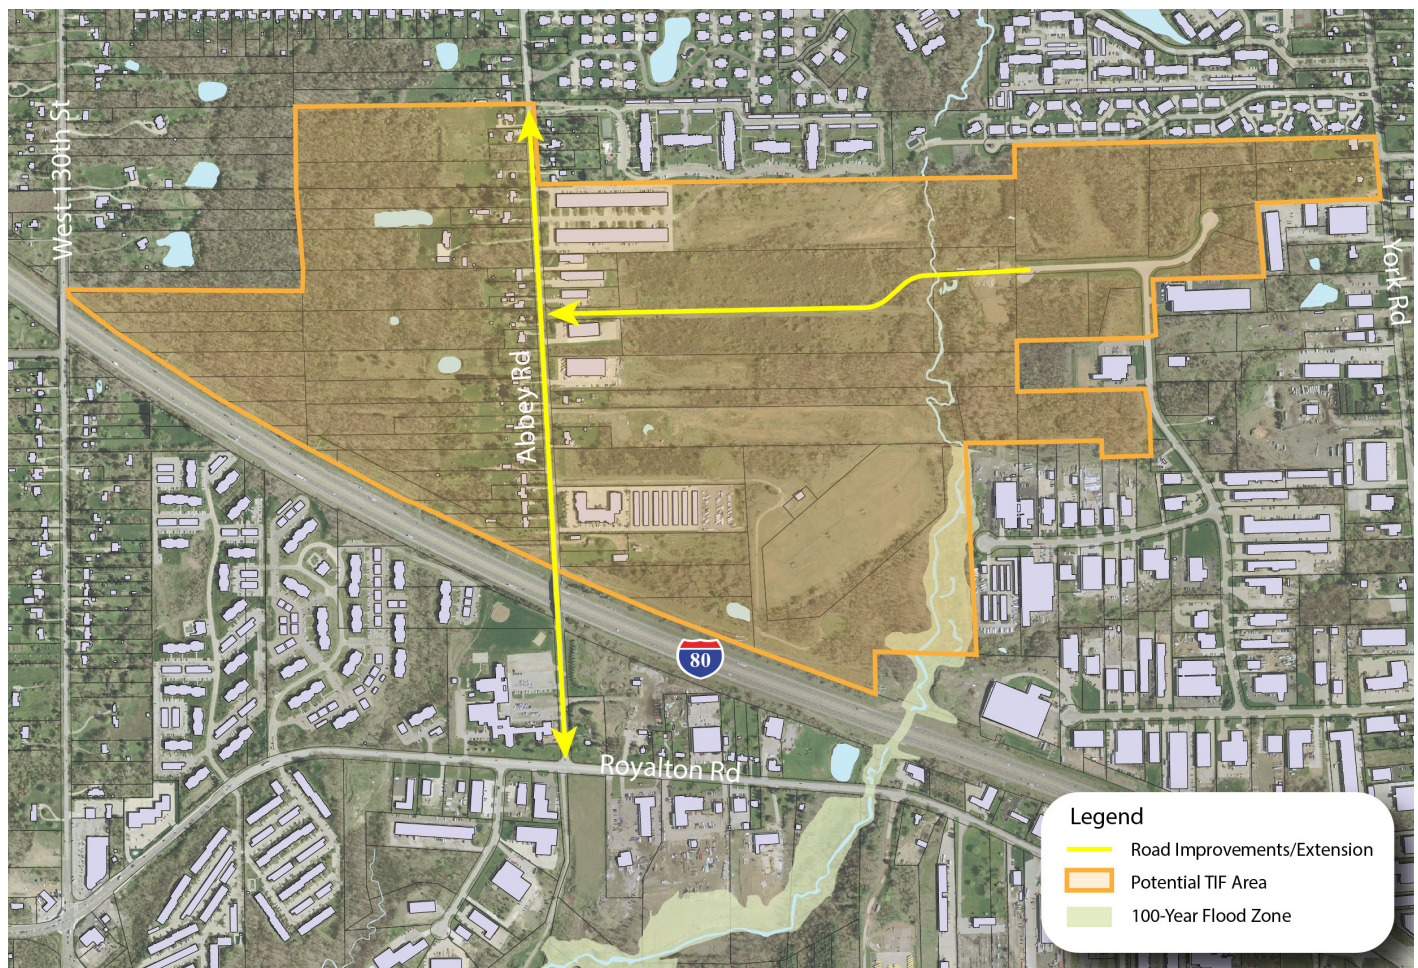 West 130th St
Abbey Rd
York Rd
80
Royalton Rd
Legend
Road Improvements/Extension
Potential TIF Area
100-Year Flood Zone